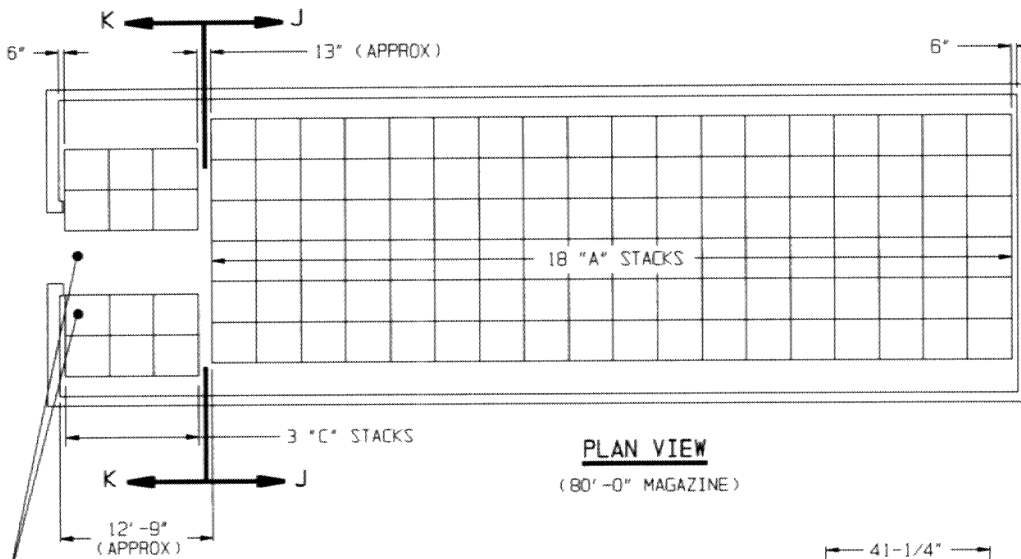 K J
6" 13" (APPROX) 6"
18 "A" STACKS
3 "C" STACKS
PLAN VIEW
(80'-0" MAGAZINE)
K J
12'-9"
(APPROX)
41-1/4"